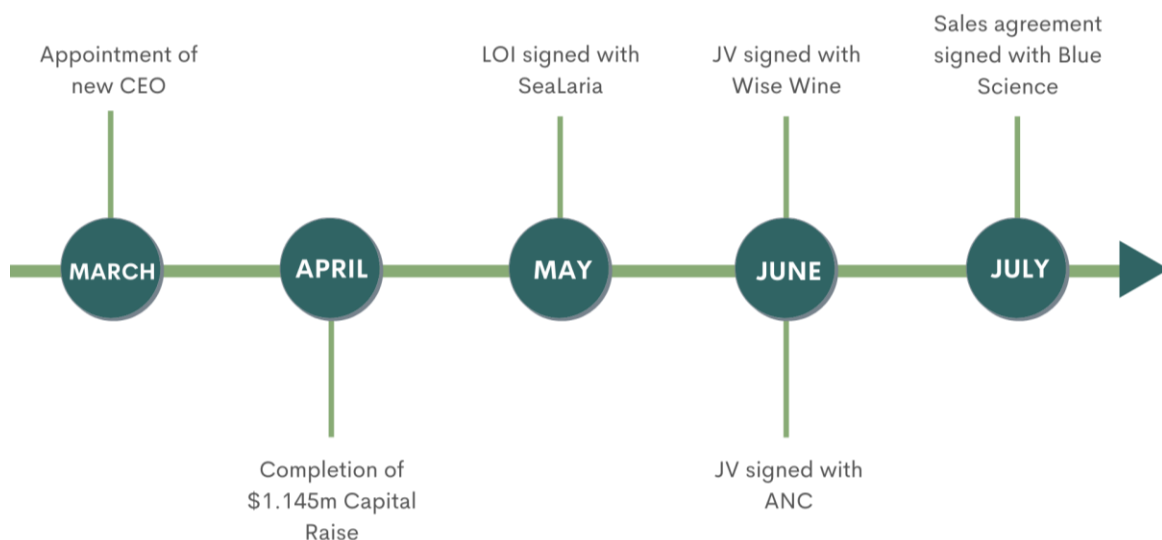 Appointment of
new CEO
LOI signed with
SeaLaria
JV signed with
Wise Wine
Sales agreement
signed with Blue
Science
MARCH
APRIL
MAY
JUNE
JULY
Completion of
$1.145m Capital
Raise
JV signed with
ANC